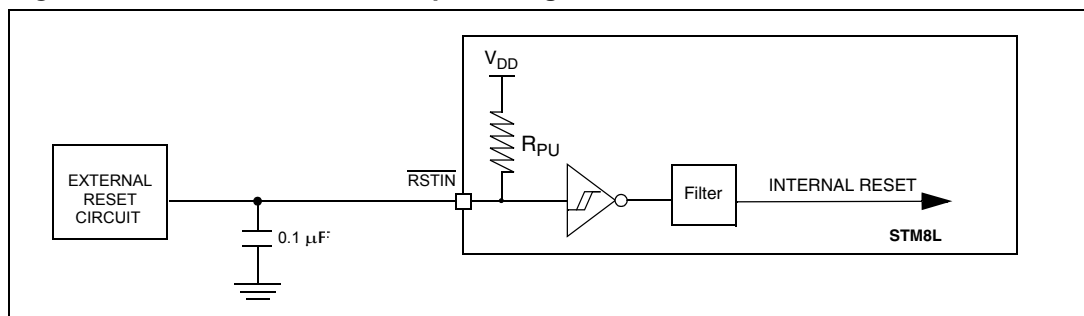 V_DD
R_PU
EXTERNAL
RESET
CIRCUIT
RSTIN
Filter
INTERNAL RESET
STM8L
0.1 µF